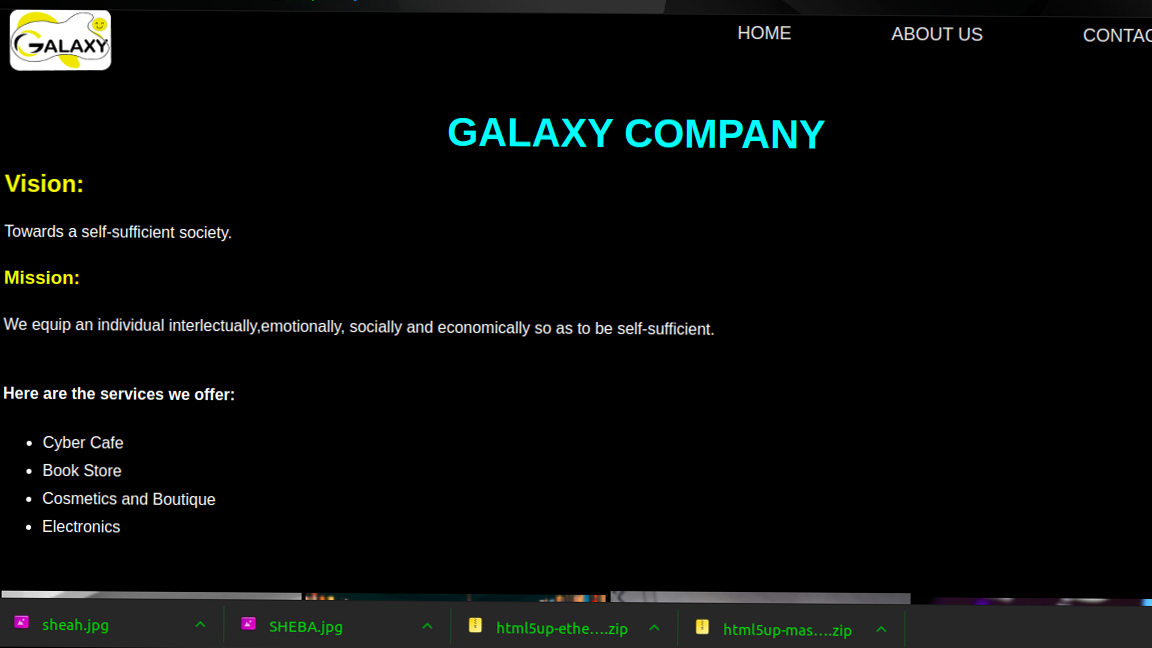 GALAXY
HOME ABOUT US CONTAC
GALAXY COMPANY
Vision:
Towards a self-sufficient society.
Mission:
We equip an individual interlectually,emotionally, socially and economically so as to be self-sufficient.
Here are the services we offer:
• Cyber Cafe
• Book Store
• Cosmetics and Boutique
• Electronics
sheah.jpg SHEBA.jpg html5up-ethe....zip html5up-mas....zip